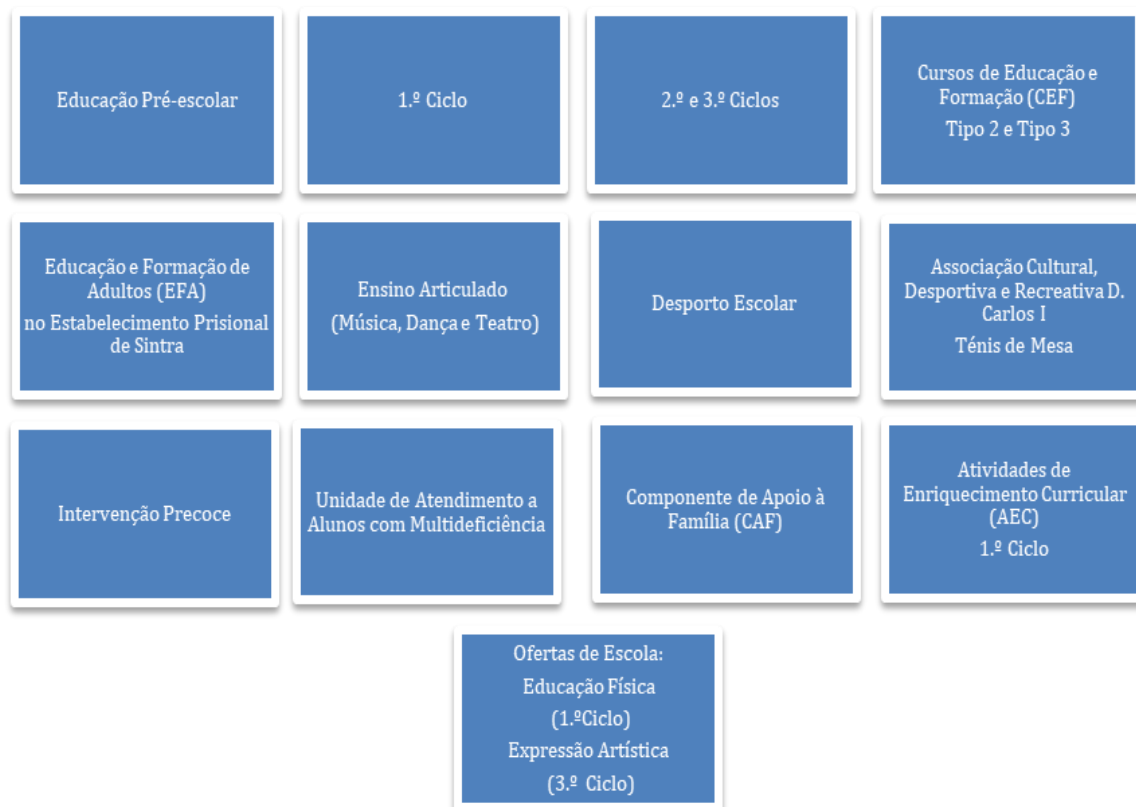 Educação Pré-escolar
1.º Ciclo
2.º e 3.º Ciclos
Cursos de Educação e
Formação (CEF)
Tipo 2 e Tipo 3
Educação e Formação de
Adultos (EFA)
no Estabelecimento Prisional
de Sintra
Ensino Articulado
(Música, Dança e Teatro)
Desporto Escolar
Associação Cultural,
Desportiva e Recreativa D.
Carlos I
Ténis de Mesa
Intervenção Precoce
Unidade de Atendimento a
Alunos com Multideficiência
Componente de Apoio à
Família (CAF)
Atividades de
Enriquecimento Curricular
(AEC)
1.º Ciclo
Ofertas de Escola:
Educação Física
(1.ºCiclo)
Expressão Artística
(3.º Ciclo)